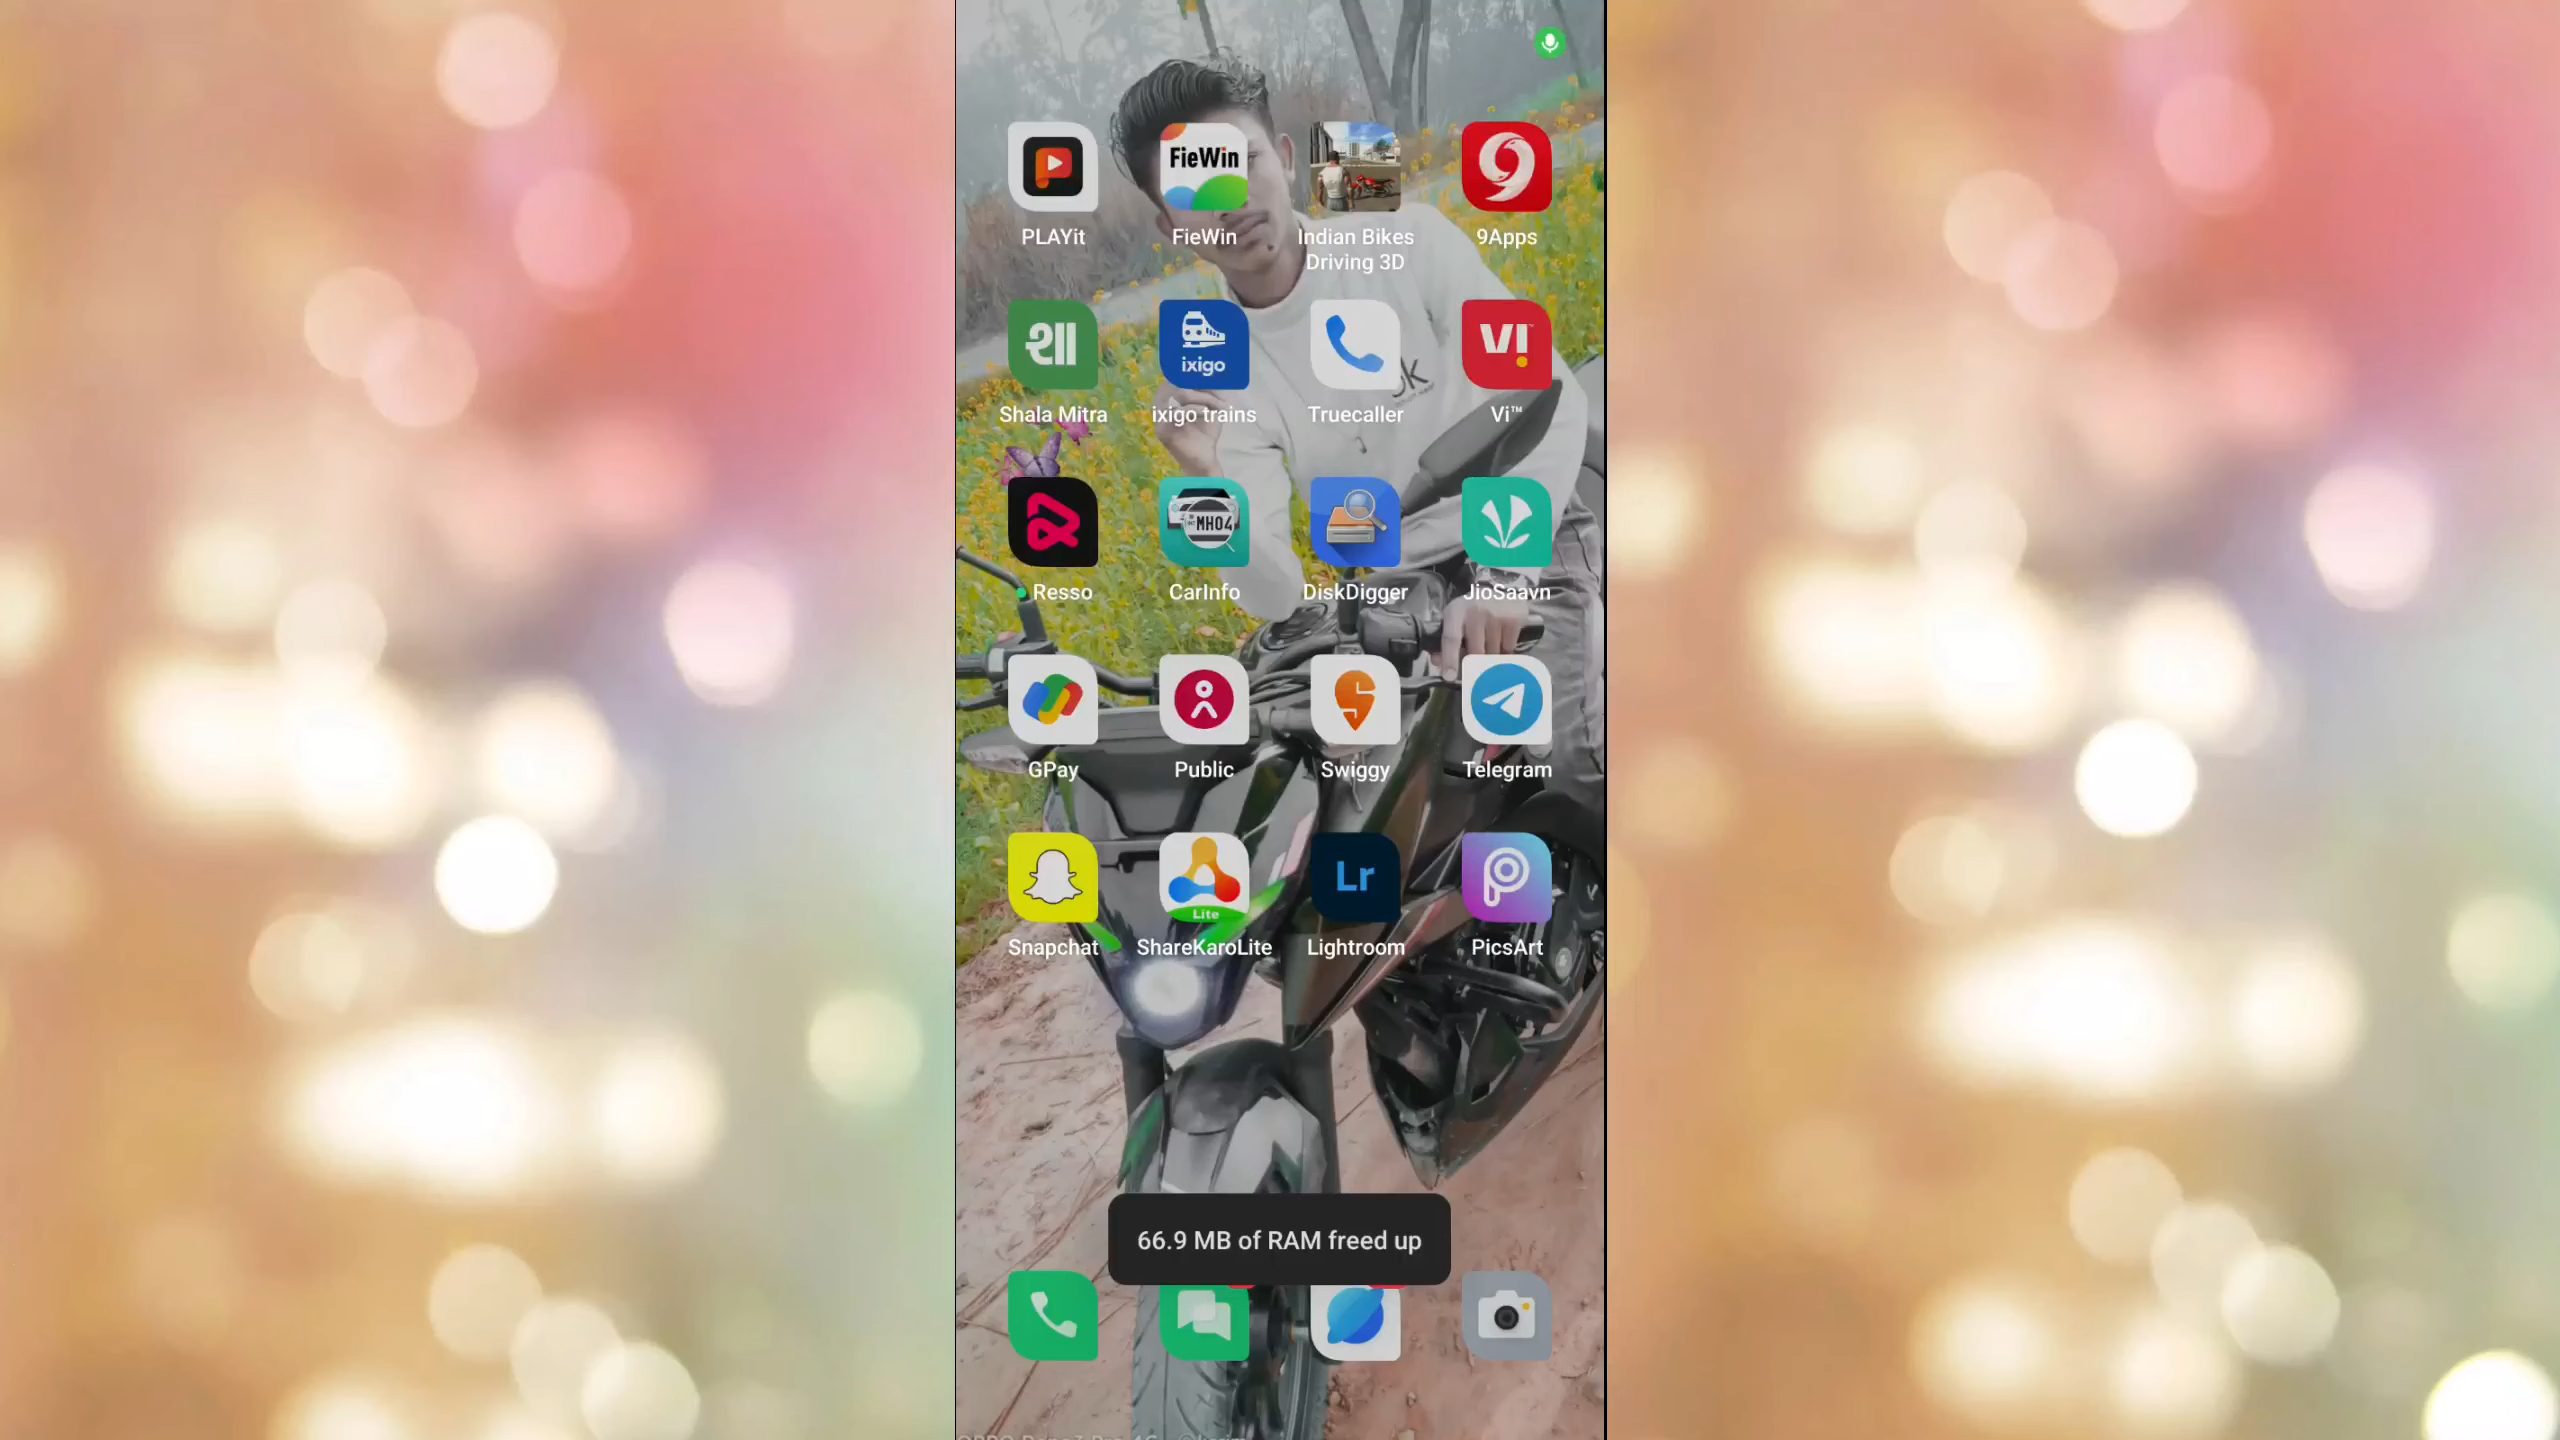 FieWin
PLAYit
FieWin
Indian Bikes
Driving 3D
9Apps
शा
ixigo
VI
Shala Mitra
ixigo trains
Truecaller
Vi™
MH04
Resso
CarInfo
DiskDigger
JioSaavn
GPay
Public
Swiggy
Telegram
Lite
Lr
Snapchat
ShareKaroLite
Lightroom
PicsArt
66.9 MB of RAM freed up